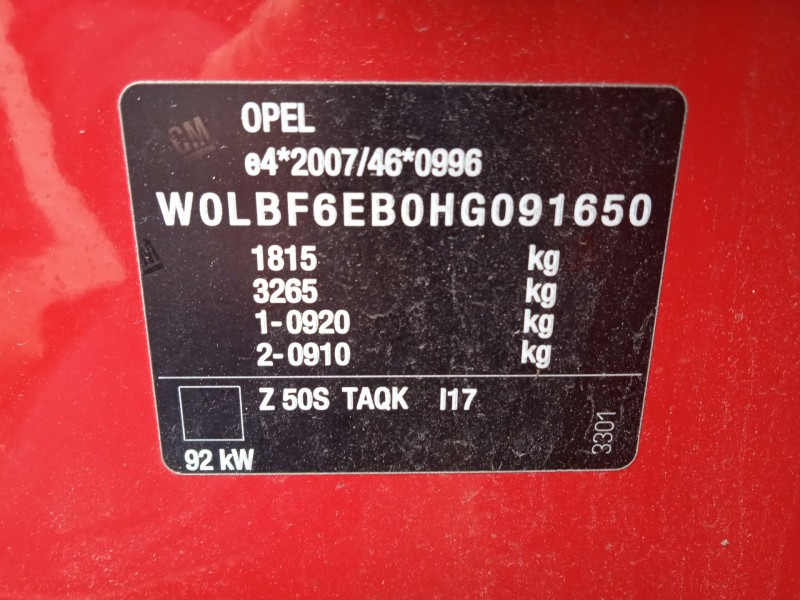 GM
OPEL
e4*2007/46*0996
W0LBF6EB0HG091650
1815 kg
3265 kg
1-0920 kg
2-0910 kg
Z 50S TAQK I17
92 kW
3301